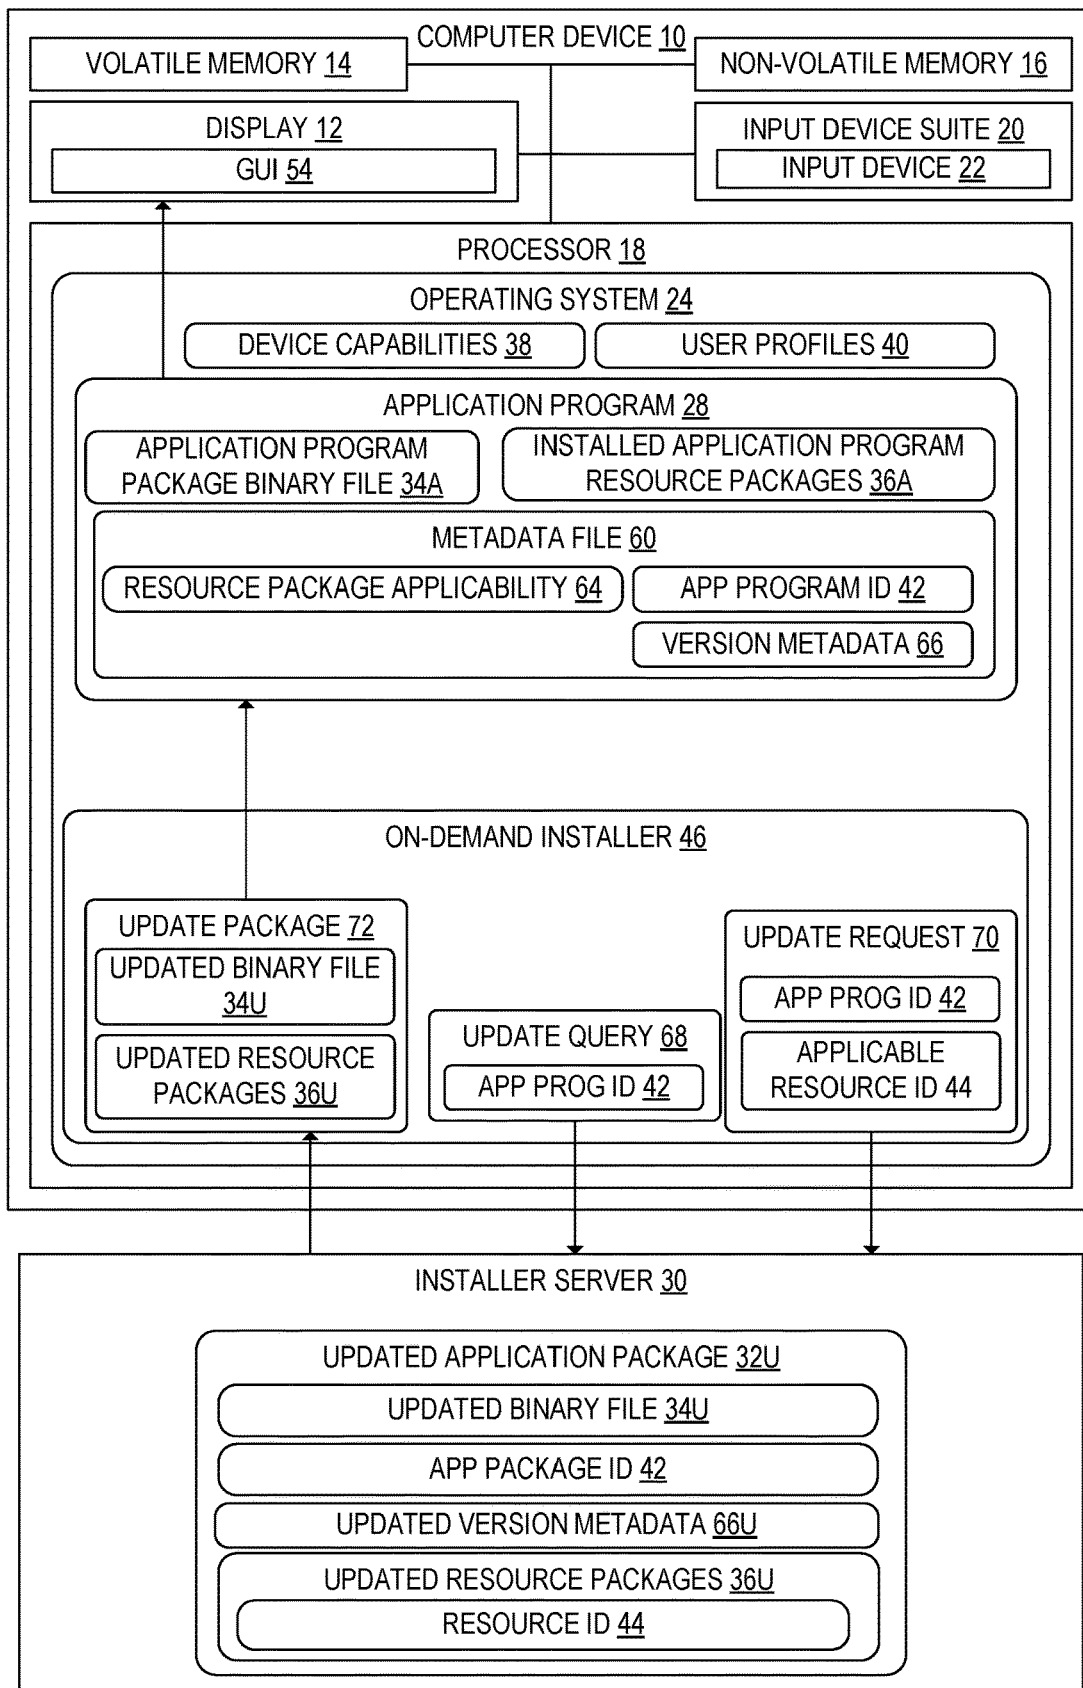 COMPUTER DEVICE 10
VOLATILE MEMORY 14
NON-VOLATILE MEMORY 16
DISPLAY 12
GUI 54
INPUT DEVICE SUITE 20
INPUT DEVICE 22
PROCESSOR 18
OPERATING SYSTEM 24
DEVICE CAPABILITIES 38
USER PROFILES 40
APPLICATION PROGRAM 28
APPLICATION PROGRAM
PACKAGE BINARY FILE 34A
INSTALLED APPLICATION PROGRAM
RESOURCE PACKAGES 36A
METADATA FILE 60
RESOURCE PACKAGE APPLICABILITY 64
APP PROGRAM ID 42
VERSION METADATA 66
ON-DEMAND INSTALLER 46
UPDATE PACKAGE 72
UPDATED BINARY FILE
34U
UPDATED RESOURCE
PACKAGES 36U
UPDATE QUERY 68
APP PROG ID 42
UPDATE REQUEST 70
APP PROG ID 42
APPLICABLE
RESOURCE ID 44
INSTALLER SERVER 30
UPDATED APPLICATION PACKAGE 32U
UPDATED BINARY FILE 34U
APP PACKAGE ID 42
UPDATED VERSION METADATA 66U
UPDATED RESOURCE PACKAGES 36U
RESOURCE ID 44